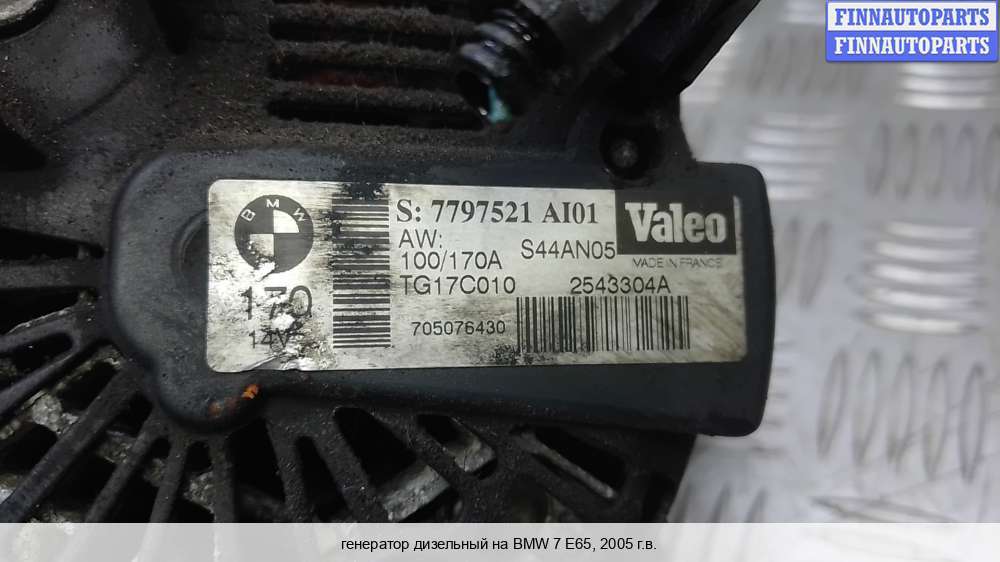 FINNAUTOPARTS
FINNAUTOPARTS
BMW
S: 7797521 AI01
Valeo
AW:
100/170A
S44AN05
MADE IN FRANCE
170
TG17C010
2543304A
14V
705076430
генератор дизельный на BMW 7 E65, 2005 г.в.